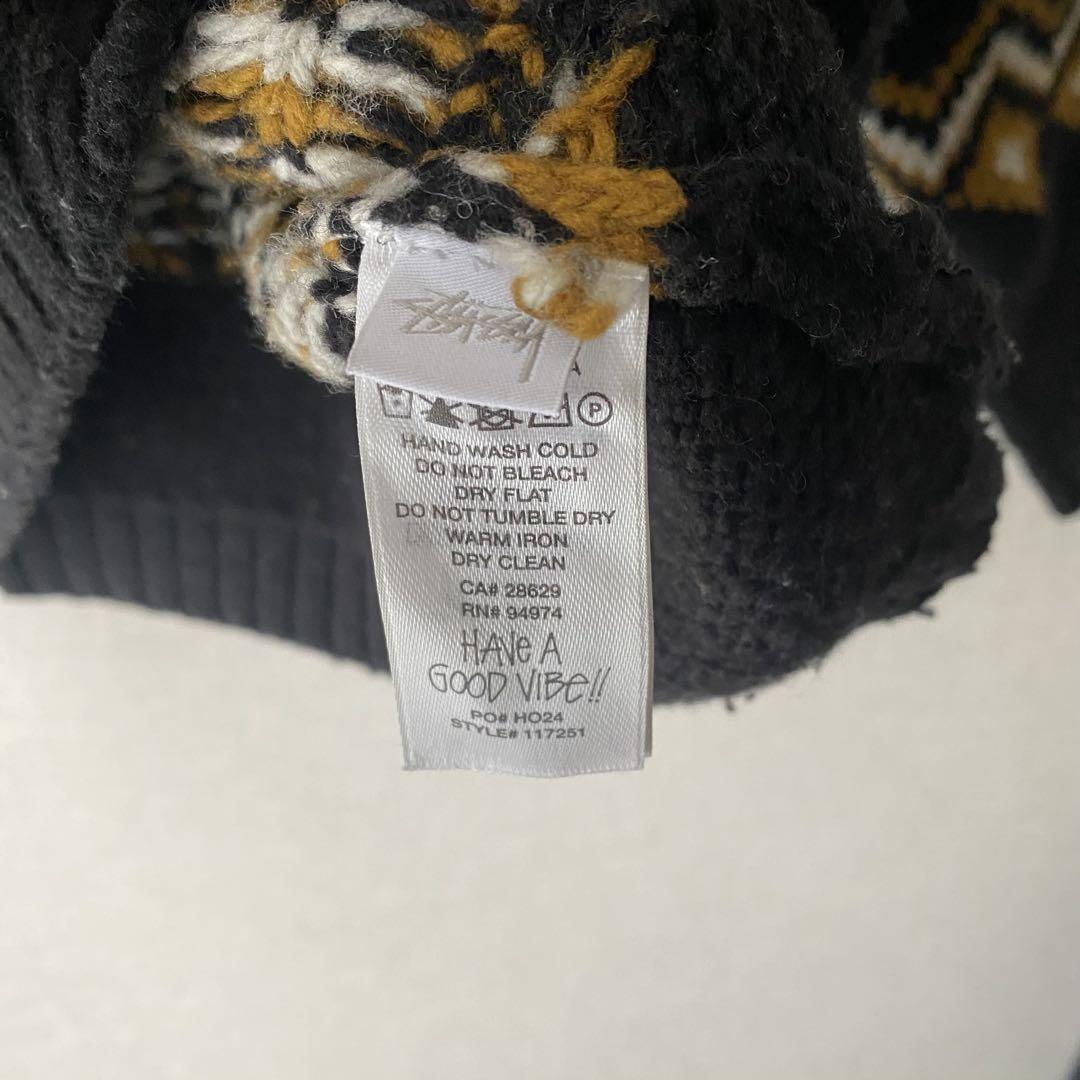 Stüssy
P
HAND WASH COLD
DO NOT BLEACH
DRY FLAT
DO NOT TUMBLE DRY
WARM IRON
DRY CLEAN
CA# 28629
RN# 94974
HAVE A
GOOD VIBE!!
PO# HO24
STYLE# 117251